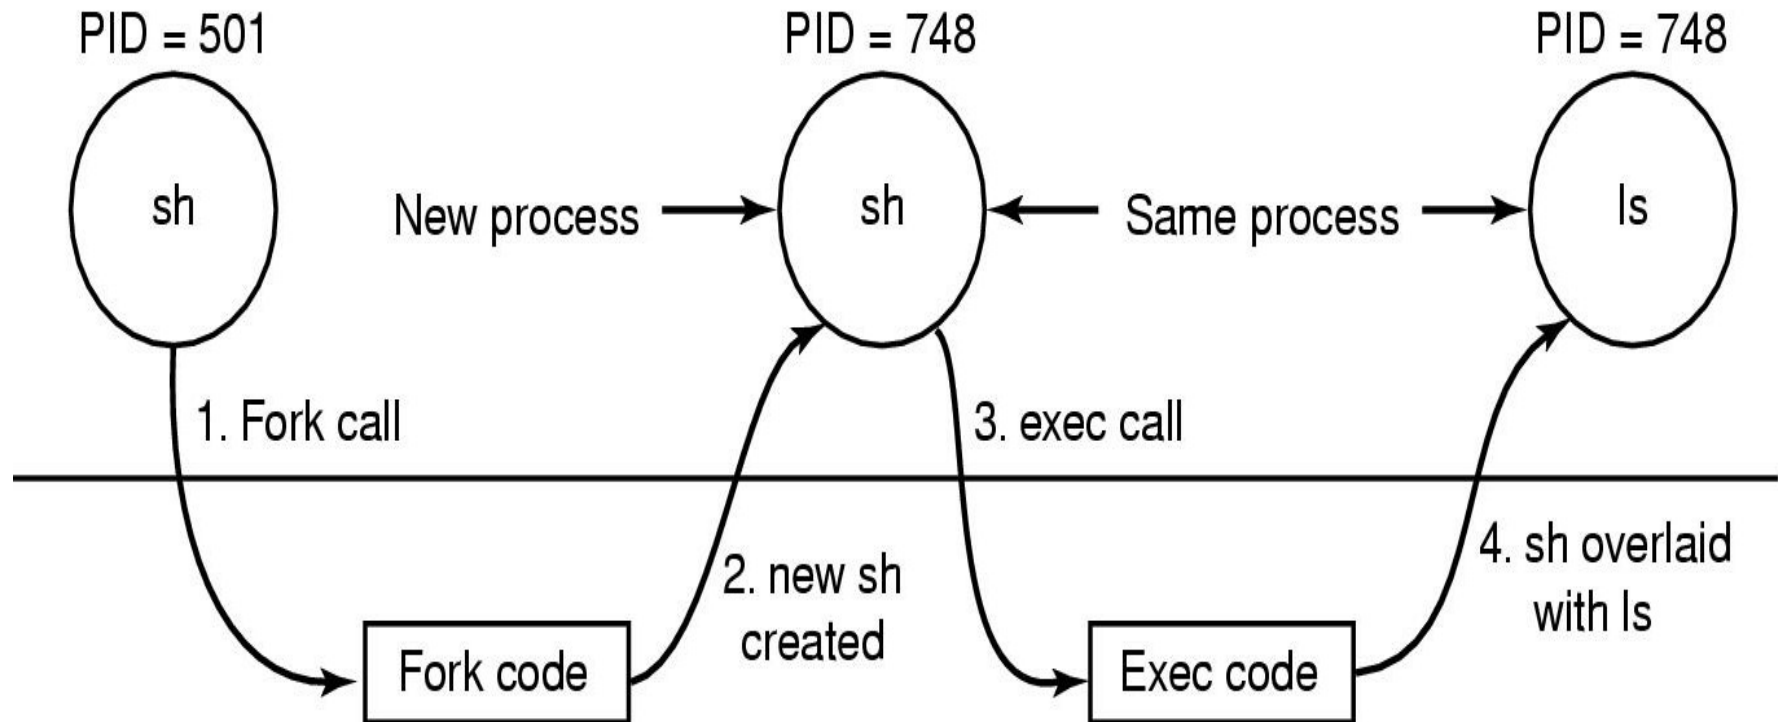 PID = 501
PID = 748
PID = 748
sh
New process
sh
Same process
ls
1. Fork call
3. exec call
2. new sh
created
4. sh overlaid
with ls
Fork code
Exec code